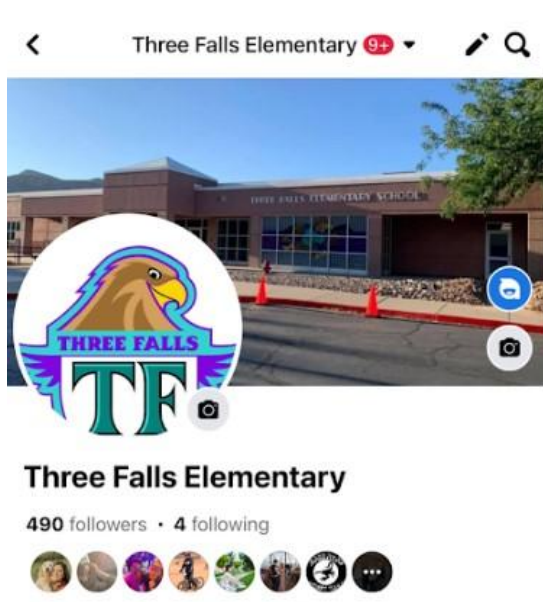 Three Falls Elementary 9+
THREE FALLS ELEMENTARY SCHOOL
THREE FALLS
TF
Three Falls Elementary
490 followers • 4 following